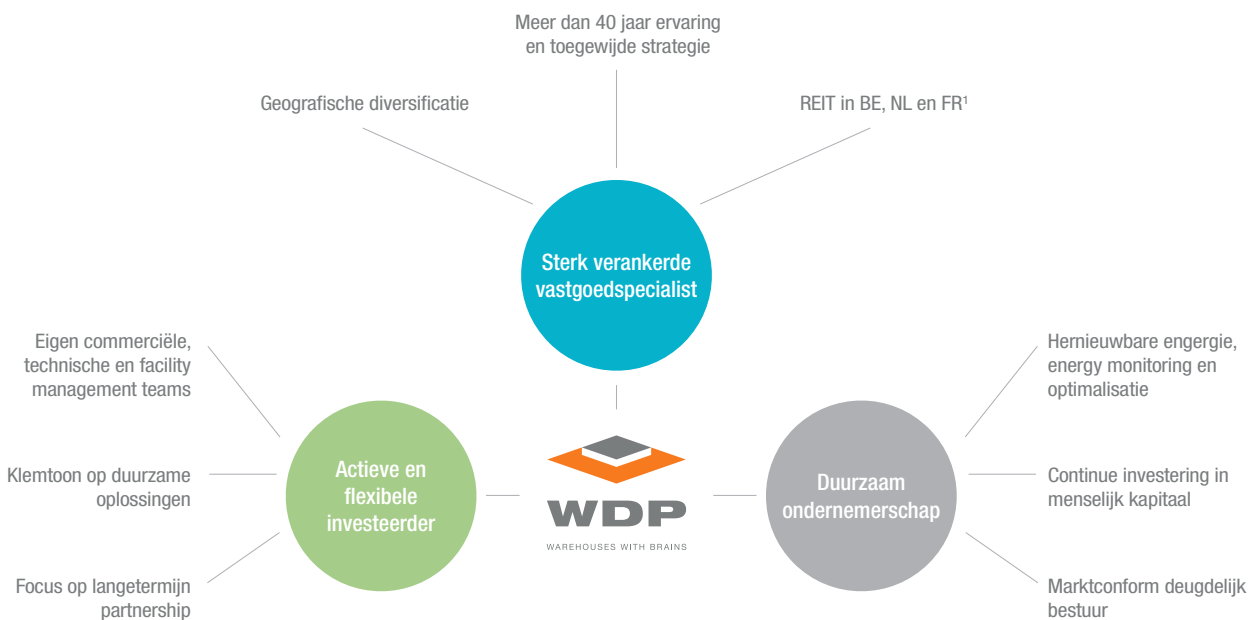 Meer dan 40 jaar ervaring
en toegewijde strategie
Geografische diversificatie
REIT in BE, NL en FR¹
Sterk verankerde
vastgoedspecialist
Eigen commerciële,
technische en facility
management teams
Klemtoon op duurzame
oplossingen
Focus op langetermijn
partnership
Actieve en
flexibele
investeerder
WDP
WAREHOUSES WITH BRAINS
Duurzaam
ondernemerschap
Hernieuwbare engergie,
energy monitoring en
optimalisatie
Continue investering in
menselijk kapitaal
Marktconform deugdelijk
bestuur